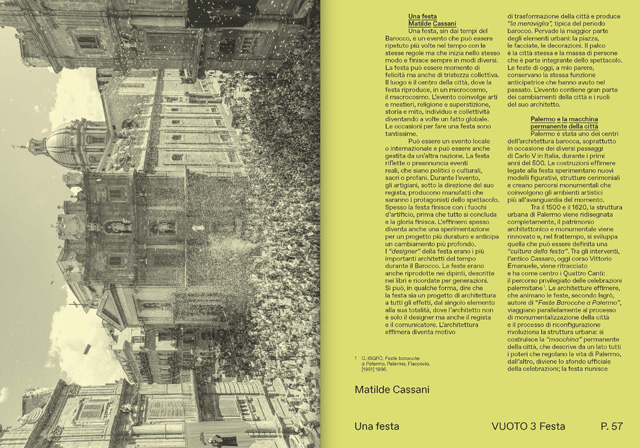 Una festa
Matilde Cassani
Una festa, sin dai tempi del
Barocco, è un evento che può essere
ripetuto più volte nel tempo con le
stesse regole ma che inizia nello stesso
modo e finisce sempre in modi diversi.
La festa può essere momento di
felicità ma anche di tristezza collettiva.
Il luogo è il centro della città, dove la
festa riproduce, in un microcosmo,
il macrocosmo. L'evento coinvolge arti
e mestieri, religione e superstizione,
storia e mito, individuo e collettività
diventando a volte un fatto globale.
Le occasioni per fare una festa sono
tantissime.
Può essere un evento locale
o internazionale e può essere anche
gestita da un'altra nazione. La festa
riflette o preannuncia eventi
reali, che siano politici o culturali,
sacri o profani. Durante l'evento,
gli artigiani, sotto la direzione del suo
regista, producono manufatti che
saranno i protagonisti dello spettacolo.
Spesso la festa finisce con i fuochi
d'artificio, prima che tutto si concluda
e la gloria finisca. L'effimero spesso
diventa anche una sperimentazione
per un progetto più duraturo e anticipa
un cambiamento più profondo.
I "designer" della festa erano i più
importanti architetti del tempo
durante il Barocco. Le feste erano
anche riprodotte nei dipinti, descritte
nei libri e ricordate per generazioni.
Si può, in qualche forma, dire che
la festa sia un progetto di architettura
a tutti gli effetti, dal singolo elemento
alla sua totalità, dove l'architetto non
è solo il designer ma anche il regista
e il comunicatore. L'architettura
effimera diventa motivo
1 G. ISGRÒ, Feste barocche
a Palermo, Palermo, Flaccovio,
[1981] 1986.
di trasformazione della città e produce
"la meraviglia", tipica del periodo
barocco. Pervade la maggior parte
degli elementi urbani: la piazza,
le facciate, le decorazioni. Il palco
è la città stessa e la massa di persone
che è parte integrante dello spettacolo.
Le feste di oggi, a mio parere,
conservano la stessa funzione
anticipatrice che hanno avuto nel
passato. L'evento contiene gran parte
dei cambiamenti della città e i ruoli
del suo architetto.
Palermo e la macchina
permanente della città
Palermo è stata uno dei centri
dell'architettura barocca, soprattutto
in occasione dei diversi passaggi
di Carlo V in Italia, durante i primi
anni del 500. Le costruzioni effimere
legate alla festa sperimentano nuovi
modelli figurativi, strutture cerimoniali
e creano percorsi monumentali che
coinvolgono gli ambienti artistici
più all'avanguardia del momento.
Tra il 1500 e il 1620, la struttura
urbana di Palermo viene ridisegnata
completamente, il patrimonio
architettonico e monumentale viene
rinnovato e, nel frattempo, si sviluppa
quella che può essere definita una
"cultura della festa". Tra gli interventi,
l'antico Cassaro, oggi corso Vittorio
Emanuele, viene ritracciato
e ha come centro i Quattro Canti:
il percorso privilegiato delle celebrazioni
palermitane¹. Le architetture effimere,
che animano le feste, secondo Isgrò,
autore di "Feste Barocche a Palermo",
viaggiano parallelamente al processo
di monumentalizzazione della città
e il processo di riconfigurazione
rivoluziona la struttura urbana: si
costruisce la "macchina" permanente
della città, che descrive da un lato tutti
i poteri che regolano la vita di Palermo,
dall'altro, diviene lo sfondo ufficiale
della celebrazioni; la festa riunisce
Matilde Cassani
Una festa
VUOTO 3 Festa
P. 57